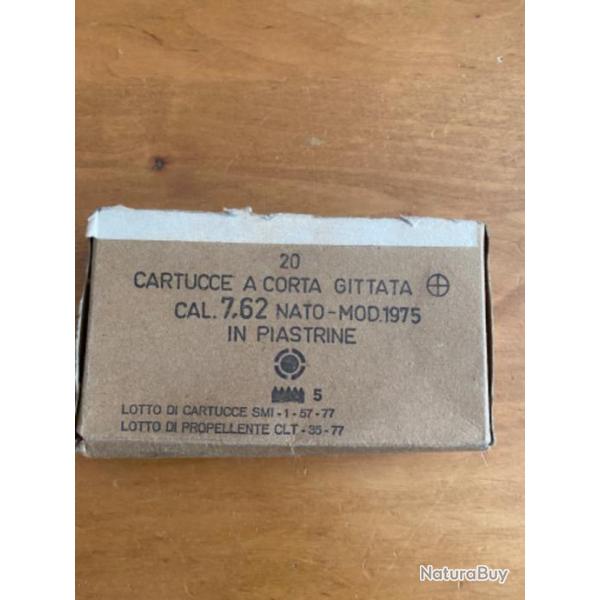 20
CARTUCCE A CORTA GITTATA
CAL. 7,62 NATO-MOD.1975
IN PIASTRINE
5
LOTTO DI CARTUCCE SMI-1-57-77
LOTTO DI PROPELLENTE CLT-35-77
NaturaBuy